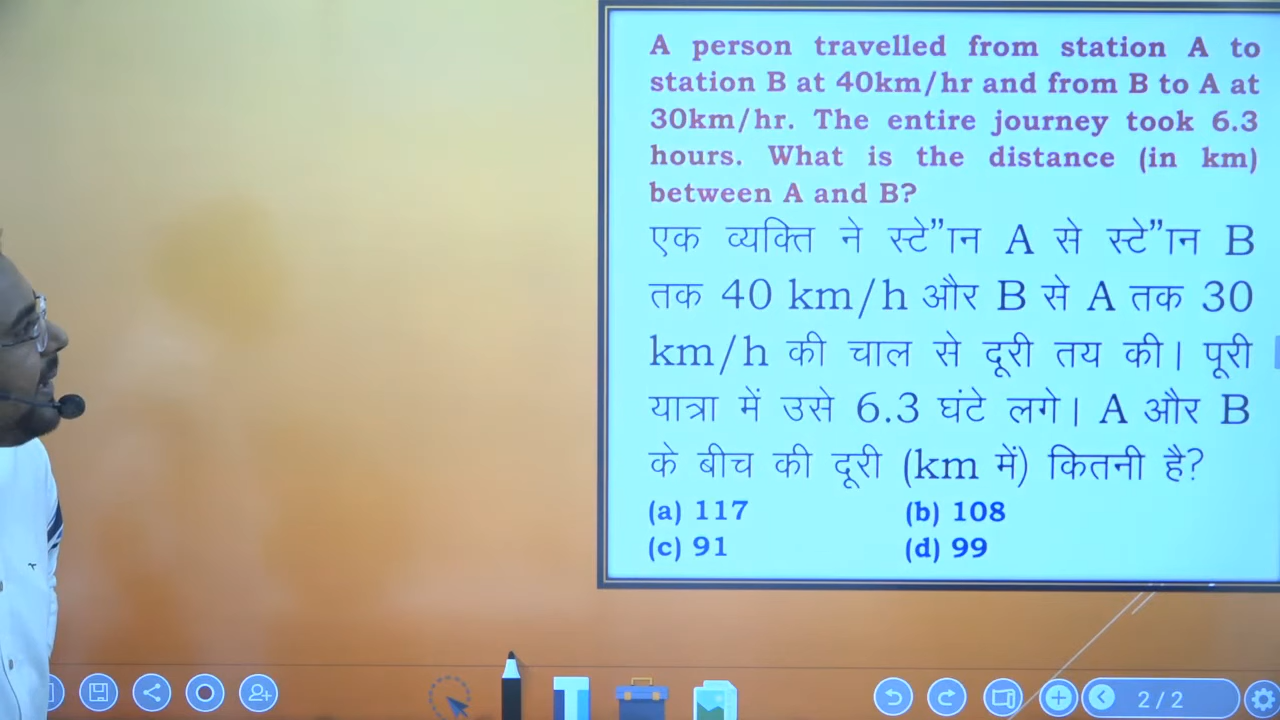 A person travelled from station A to
station B at 40km/hr and from B to A at
30km/hr. The entire journey took 6.3
hours. What is the distance (in km)
between A and B?
एक व्यक्ति ने स्टे”ान A से स्टे”ान B
तक 40 km/h और B से A तक 30
km/h की चाल से दूरी तय की। पूरी
यात्रा में उसे 6.3 घंटे लगे। A और B
के बीच की दूरी (km में) कितनी है?
(a) 117 (b) 108
(c) 91 (d) 99
2 / 2